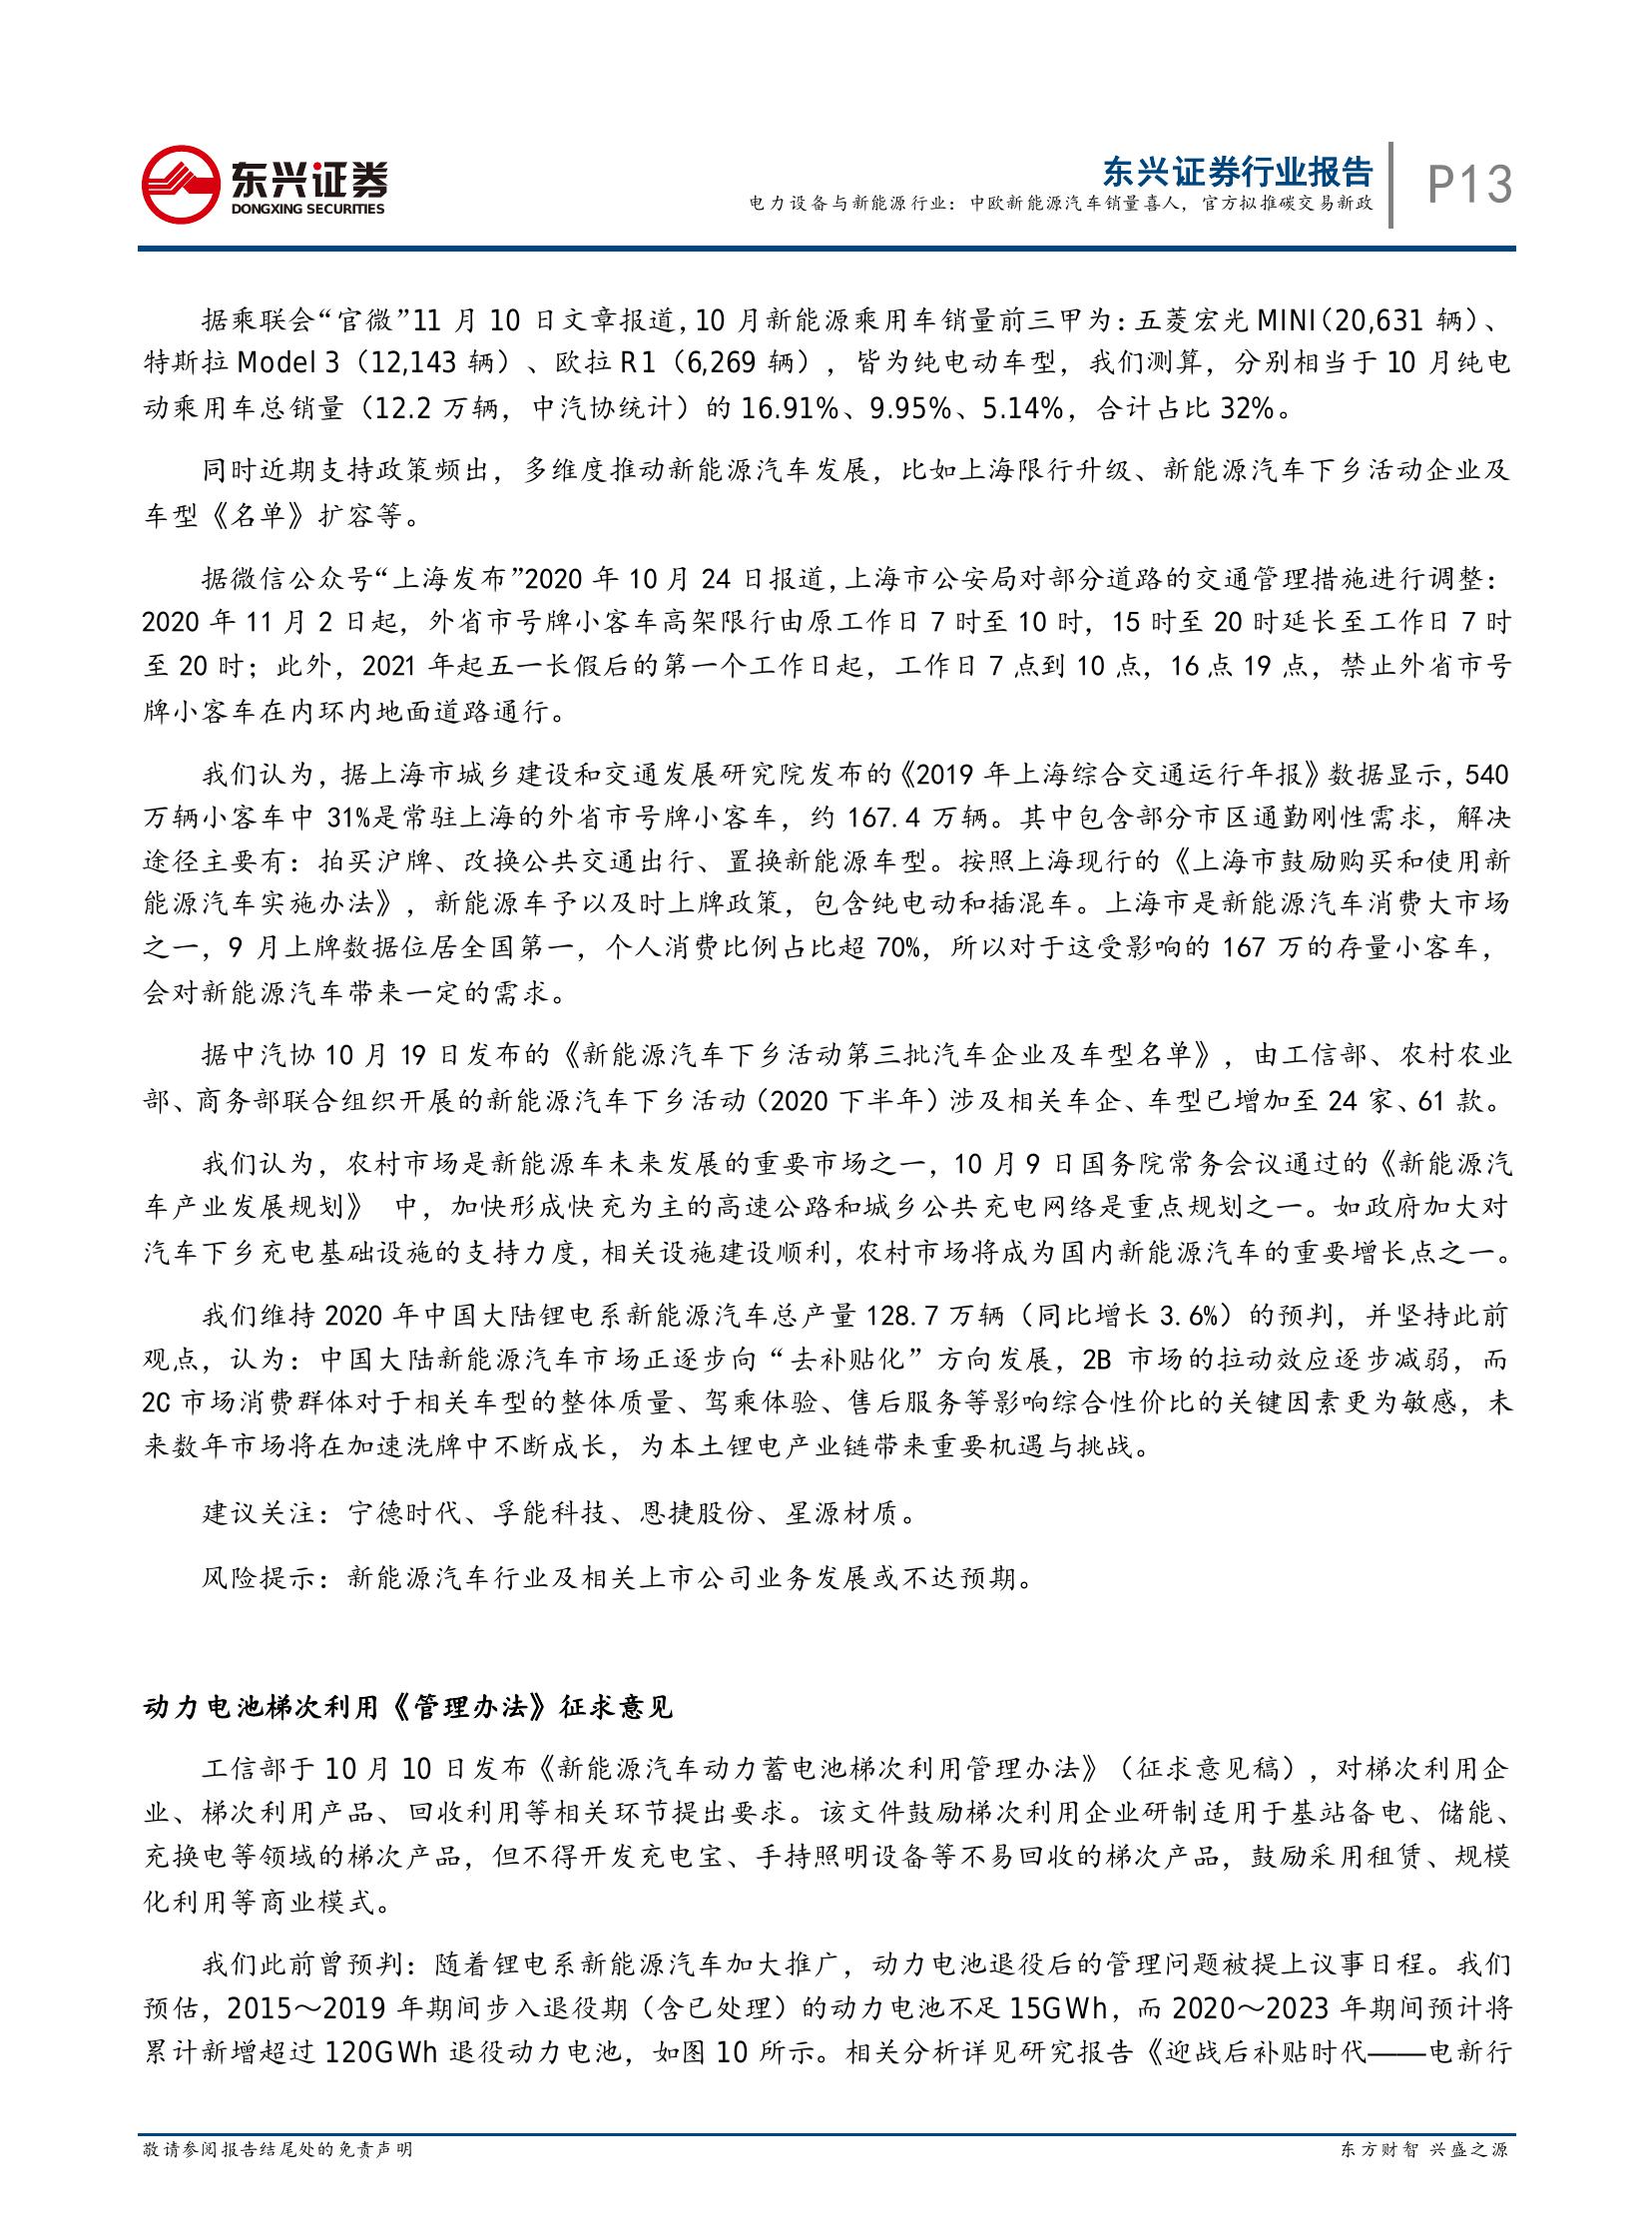 东兴证券
DONGXING SECURITIES
东兴证券行业报告
电力设备与新能源行业：中欧新能源汽车销量喜人，官方拟推碳交易新政
P13
据乘联会“官微”11 月 10 日文章报道，10 月新能源乘用车销量前三甲为：五菱宏光 MINI（20,631 辆）、
特斯拉 Model 3（12,143 辆）、欧拉 R1（6,269 辆），皆为纯电动车型，我们测算，分别相当于 10 月纯电
动乘用车总销量（12.2 万辆，中汽协统计）的 16.91%、9.95%、5.14%，合计占比 32%。
同时近期支持政策频出，多维度推动新能源汽车发展，比如上海限行升级、新能源汽车下乡活动企业及
车型《名单》扩容等。
据微信公众号“上海发布”2020 年 10 月 24 日报道，上海市公安局对部分道路的交通管理措施进行调整：
2020 年 11 月 2 日起，外省市号牌小客车高架限行由原工作日 7 时至 10 时，15 时至 20 时延长至工作日 7 时
至 20 时；此外，2021 年起五一长假后的第一个工作日起，工作日 7 点到 10 点，16 点 19 点，禁止外省市号
牌小客车在内环内地面道路通行。
我们认为，据上海市城乡建设和交通发展研究院发布的《2019 年上海综合交通运行年报》数据显示，540
万辆小客车中 31%是常驻上海的外省市号牌小客车，约 167.4 万辆。其中包含部分市区通勤刚性需求，解决
途径主要有：拍买沪牌、改换公共交通出行、置换新能源车型。按照上海现行的《上海市鼓励购买和使用新
能源汽车实施办法》，新能源车予以及时上牌政策，包含纯电动和插混车。上海市是新能源汽车消费大市场
之一，9 月上牌数据位居全国第一，个人消费比例占比超 70%，所以对于这受影响的 167 万的存量小客车，
会对新能源汽车带来一定的需求。
据中汽协 10 月 19 日发布的《新能源汽车下乡活动第三批汽车企业及车型名单》，由工信部、农村农业
部、商务部联合组织开展的新能源汽车下乡活动（2020 下半年）涉及相关车企、车型已增加至 24 家、61 款。
我们认为，农村市场是新能源车未来发展的重要市场之一，10 月 9 日国务院常务会议通过的《新能源汽
车产业发展规划》 中，加快形成快充为主的高速公路和城乡公共充电网络是重点规划之一。如政府加大对
汽车下乡充电基础设施的支持力度，相关设施建设顺利，农村市场将成为国内新能源汽车的重要增长点之一。
我们维持 2020 年中国大陆锂电系新能源汽车总产量 128.7 万辆（同比增长 3.6%）的预判，并坚持此前
观点，认为：中国大陆新能源汽车市场正逐步向“去补贴化”方向发展，2B 市场的拉动效应逐步减弱，而
2C 市场消费群体对于相关车型的整体质量、驾乘体验、售后服务等影响综合性价比的关键因素更为敏感，未
来数年市场将在加速洗牌中不断成长，为本土锂电产业链带来重要机遇与挑战。
建议关注：宁德时代、孚能科技、恩捷股份、星源材质。
风险提示：新能源汽车行业及相关上市公司业务发展或不达预期。
动力电池梯次利用《管理办法》征求意见
工信部于 10 月 10 日发布《新能源汽车动力蓄电池梯次利用管理办法》（征求意见稿），对梯次利用企
业、梯次利用产品、回收利用等相关环节提出要求。该文件鼓励梯次利用企业研制适用于基站备电、储能、
充换电等领域的梯次产品，但不得开发充电宝、手持照明设备等不易回收的梯次产品，鼓励采用租赁、规模
化利用等商业模式。
我们此前曾预判：随着锂电系新能源汽车加大推广，动力电池退役后的管理问题被提上议事日程。我们
预估，2015～2019 年期间步入退役期（含已处理）的动力电池不足 15GWh，而 2020～2023 年期间预计将
累计新增超过 120GWh 退役动力电池，如图 10 所示。相关分析详见研究报告《迎战后补贴时代——电新行
敬请参阅报告结尾处的免责声明
东方财智 兴盛之源